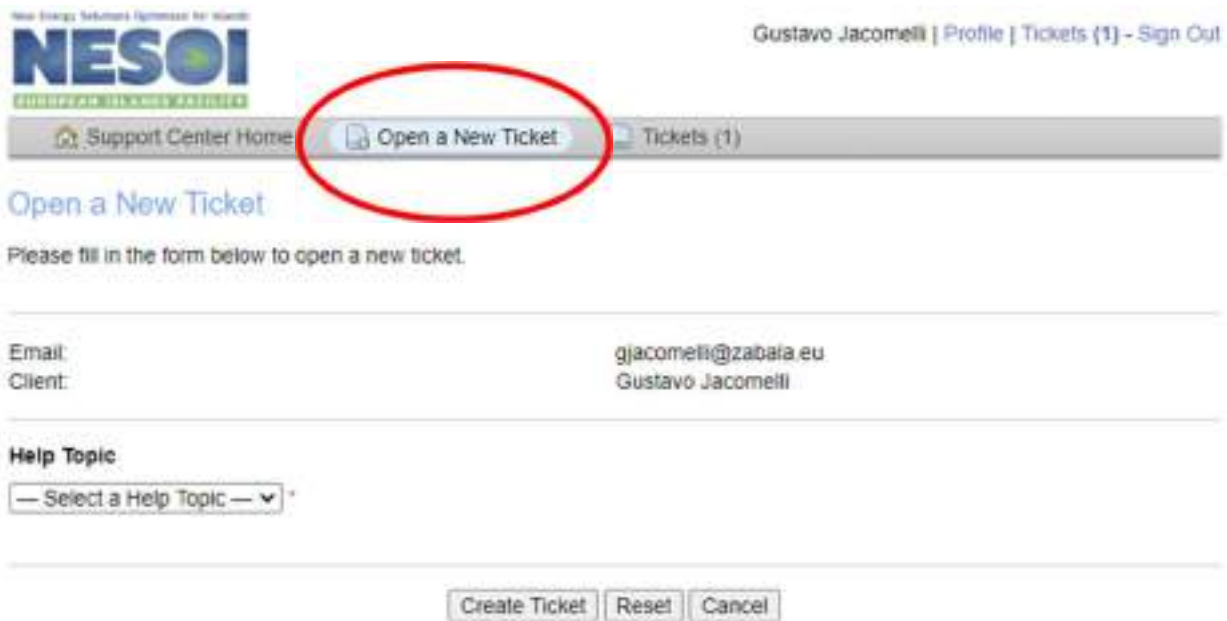 New Energy Solutions Optimised for Islands
NESOI
EUROPEAN ISLANDS FACILITY
Gustavo Jacomelli | Profile | Tickets (1) - Sign Out
Support Center Home
Open a New Ticket
Tickets (1)
Open a New Ticket
Please fill in the form below to open a new ticket.
Email:
gjacomelli@zabala.eu
Client:
Gustavo Jacomelli
Help Topic
— Select a Help Topic — *
Create Ticket
Reset
Cancel